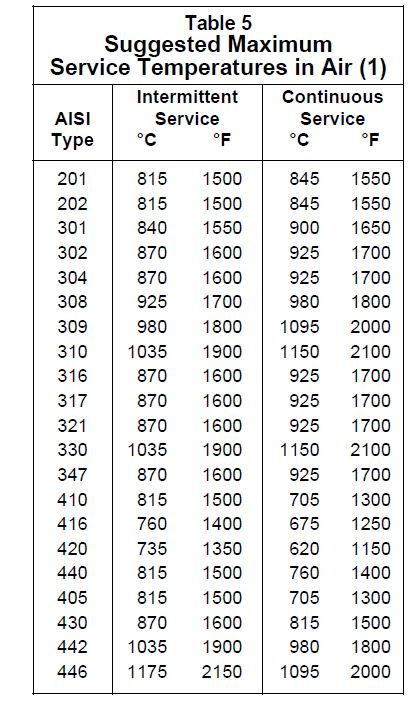 Table 5
Suggested Maximum
Service Temperatures in Air (1)
Intermittent Continuous
AISI Service Service
Type °C °F °C °F
201 815 1500 845 1550
202 815 1500 845 1550
301 840 1550 900 1650
302 870 1600 925 1700
304 870 1600 925 1700
308 925 1700 980 1800
309 980 1800 1095 2000
310 1035 1900 1150 2100
316 870 1600 925 1700
317 870 1600 925 1700
321 870 1600 925 1700
330 1035 1900 1150 2100
347 870 1600 925 1700
410 815 1500 705 1300
416 760 1400 675 1250
420 735 1350 620 1150
440 815 1500 760 1400
405 815 1500 705 1300
430 870 1600 815 1500
442 1035 1900 980 1800
446 1175 2150 1095 2000